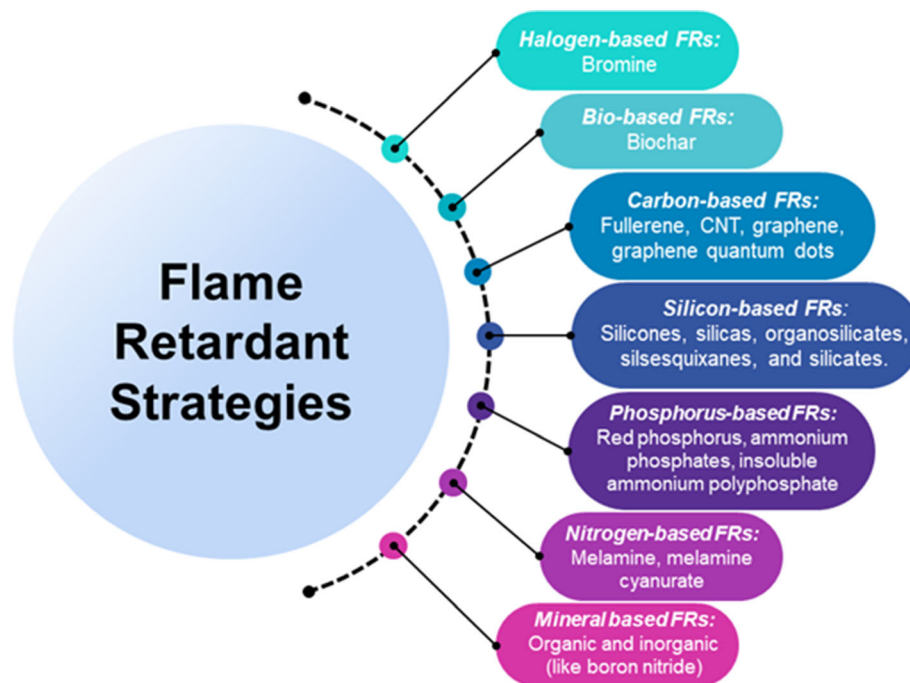 Flame
Retardant
Strategies
Halogen-based FRs:
Bromine
Bio-based FRs:
Biochar
Carbon-based FRs:
Fullerene, CNT, graphene,
graphene quantum dots
Silicon-based FRs:
Silicones, silicas, organosilicates,
silsesquixanes, and silicates.
Phosphorus-based FRs:
Red phosphorus, ammonium
phosphates, insoluble
ammonium polyphosphate
Nitrogen-based FRs:
Melamine, melamine
cyanurate
Mineral based FRs:
Organic and inorganic
(like boron nitride)